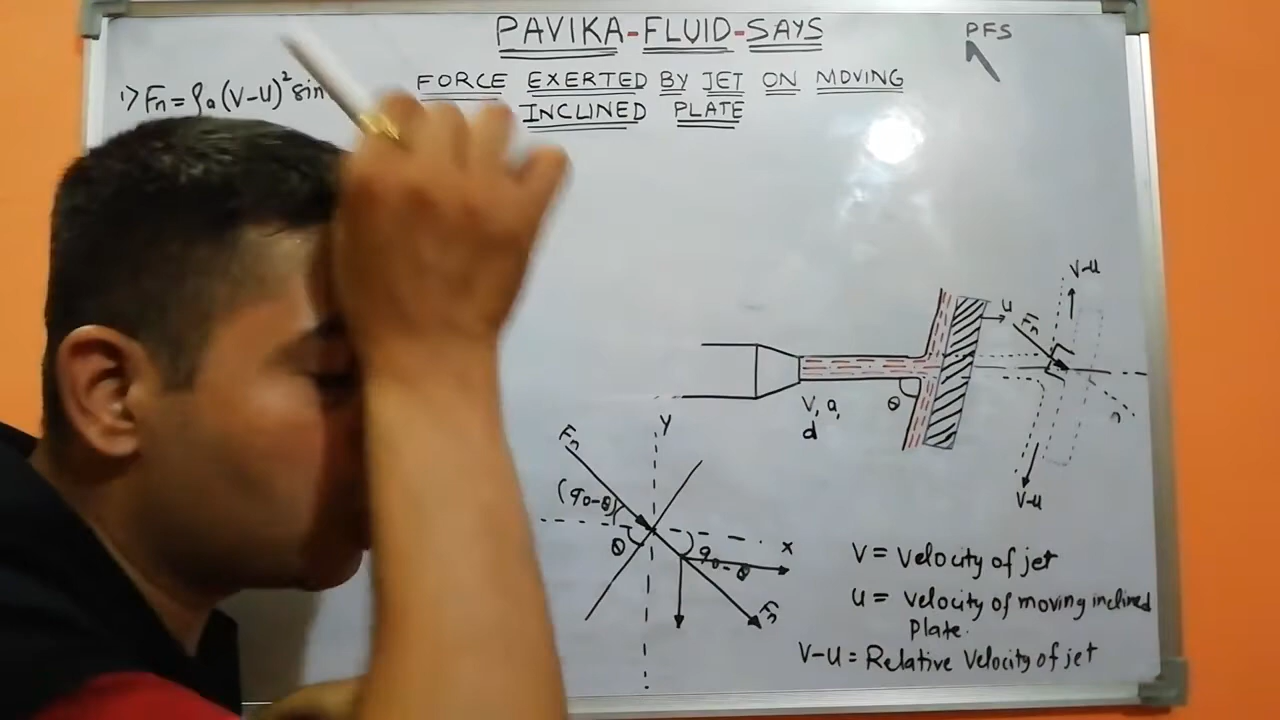 PAVIKA-FLUID-SAYS
PFS
FORCE EXERTED BY JET ON MOVING
INCLINED PLATE
1) Fn = ρa(V-U)² sin
V-u
u
Fn
V, a,
d
θ
V-u
y
Fn
(90-θ)
θ
90-θ
x
Fn
V = Velocity of jet
u = velocity of moving inclined
Plate.
V-u = Relative Velocity of jet